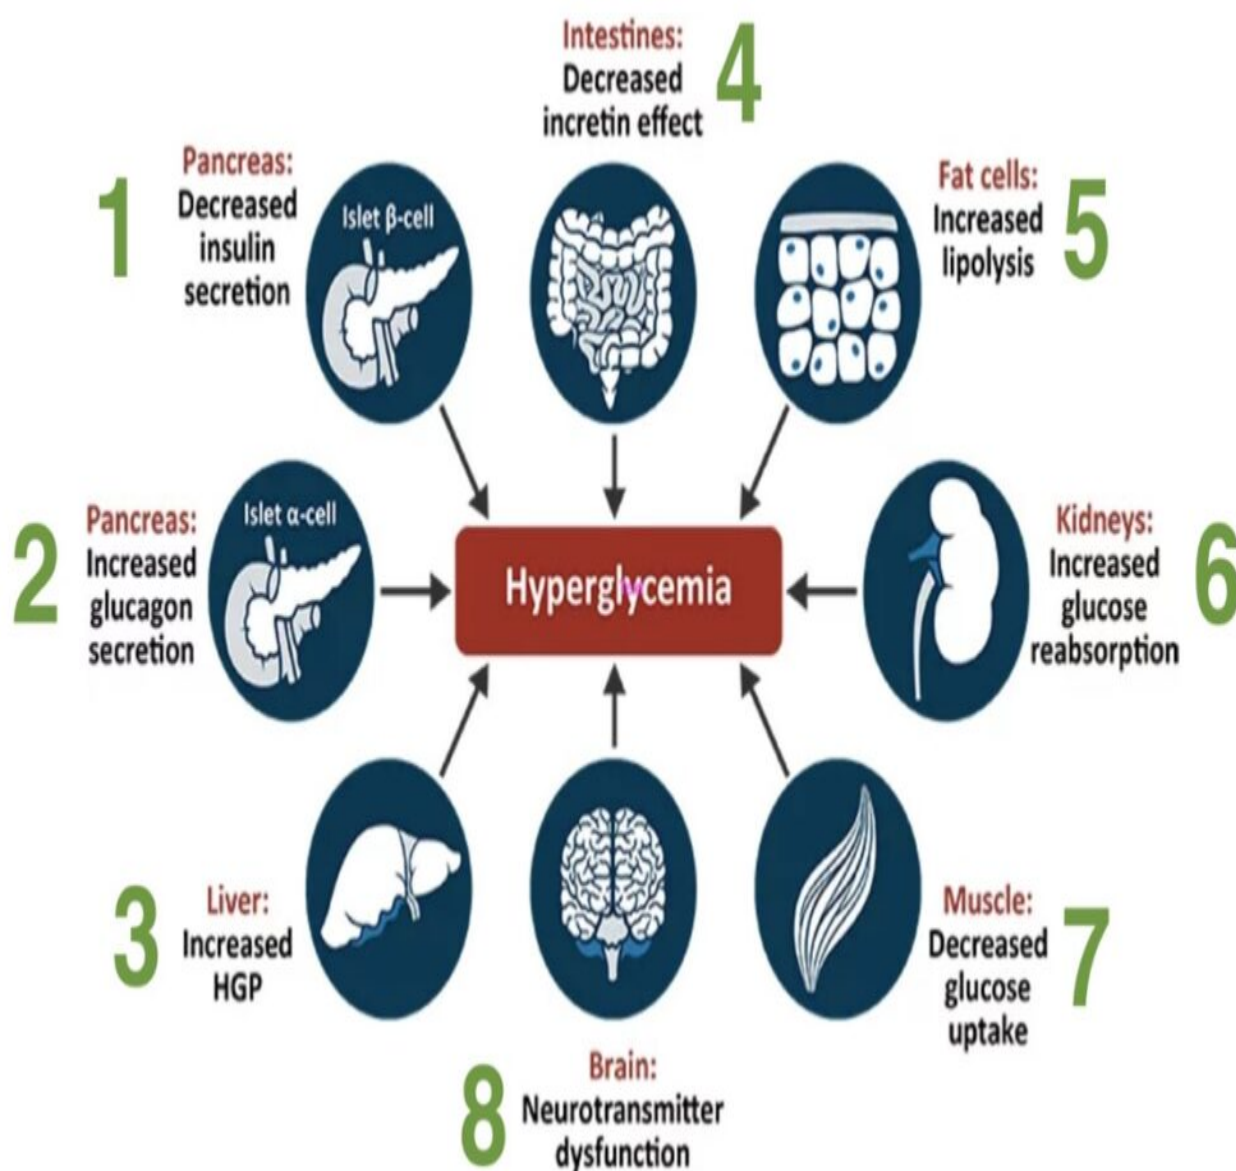 1
Pancreas:
Decreased
insulin
secretion
Islet β-cell
2
Pancreas:
Increased
glucagon
secretion
Islet α-cell
3
Liver:
Increased
HGP
4
Intestines:
Decreased
incretin effect
5
Fat cells:
Increased
lipolysis
6
Kidneys:
Increased
glucose
reabsorption
7
Muscle:
Decreased
glucose
uptake
8
Brain:
Neurotransmitter
dysfunction
Hyperglycemia